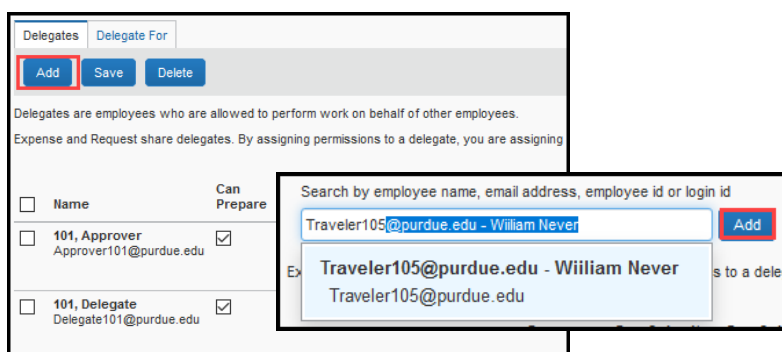 Delegates Delegate For
Add Save Delete
Delegates are employees who are allowed to perform work on behalf of other employees.
Expense and Request share delegates. By assigning permissions to a delegate, you are assigning
Name Can Prepare
101, Approver
Approver101@purdue.edu
101, Delegate
Delegate101@purdue.edu
Search by employee name, email address, employee id or login id
Traveler105@purdue.edu - Wiiliam Never Add
Traveler105@purdue.edu - Wiiliam Never
Traveler105@purdue.edu
Ex
s to a dele